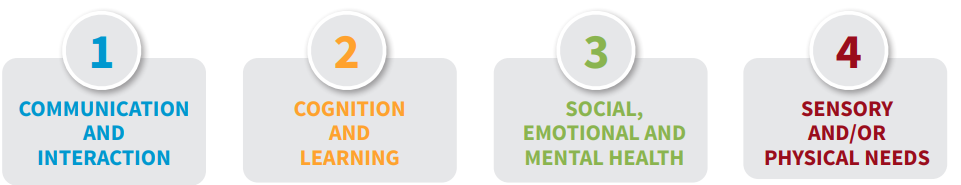 1
COMMUNICATION
AND
INTERACTION
2
COGNITION
AND
LEARNING
3
SOCIAL,
EMOTIONAL AND
MENTAL HEALTH
4
SENSORY
AND/OR
PHYSICAL NEEDS